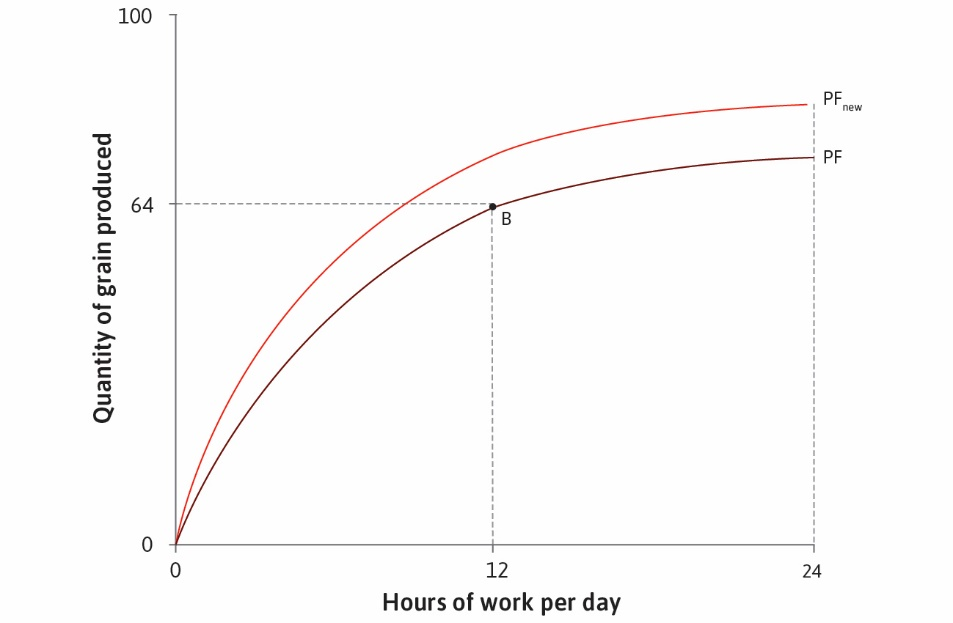 100
PFnew
PF
Quantity of grain produced
64
B
0
0
12
24
Hours of work per day